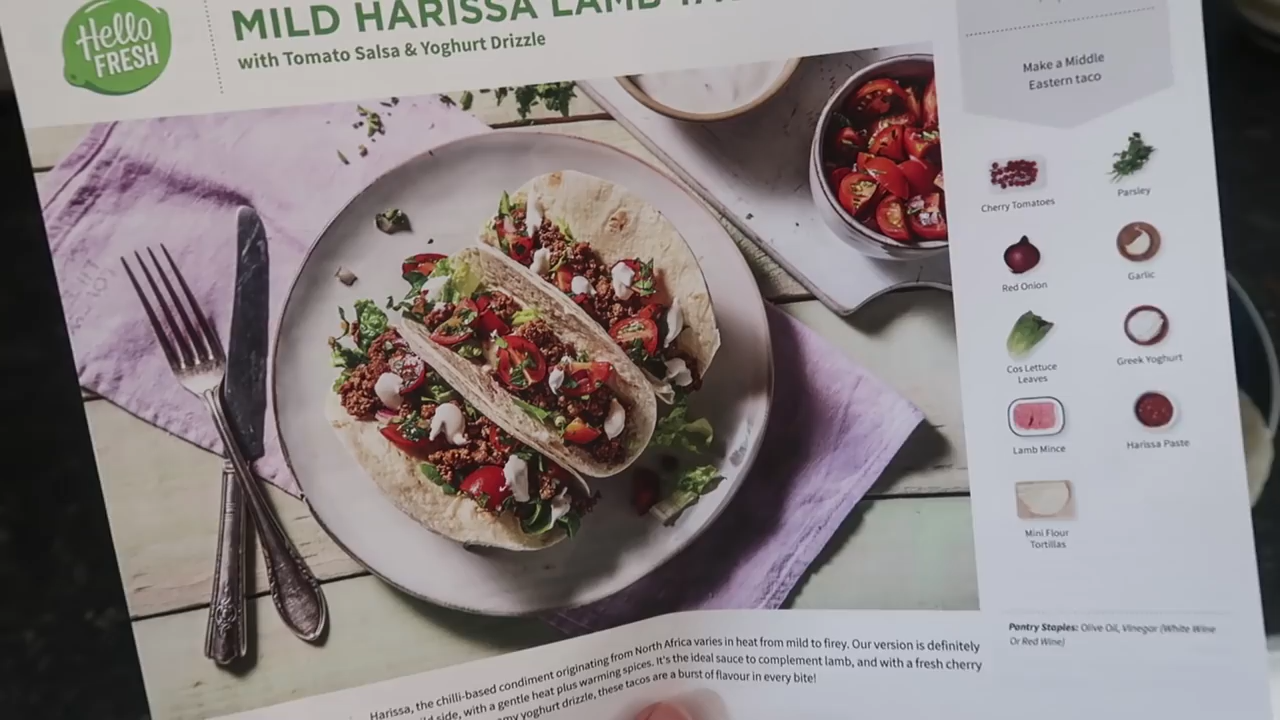 Hello
FRESH
MILD HARISSA LAMB
with Tomato Salsa & Yoghurt Drizzle
Make a Middle
Eastern taco
Cherry Tomatoes
Parsley
Red Onion
Garlic
Cos Lettuce
Leaves
Greek Yoghurt
Lamb Mince
Harissa Paste
Mini Flour
Tortillas
Pantry Staples: Olive Oil, Vinegar (White Wine
Or Red Wine)
Harissa, the chilli-based condiment originating from North Africa varies in heat from mild to firey. Our version is definitely
side, with a gentle heat plus warming spices. It's the ideal sauce to complement lamb, and with a fresh cherry
yoghurt drizzle, these tacos are a burst of flavour in every bite!